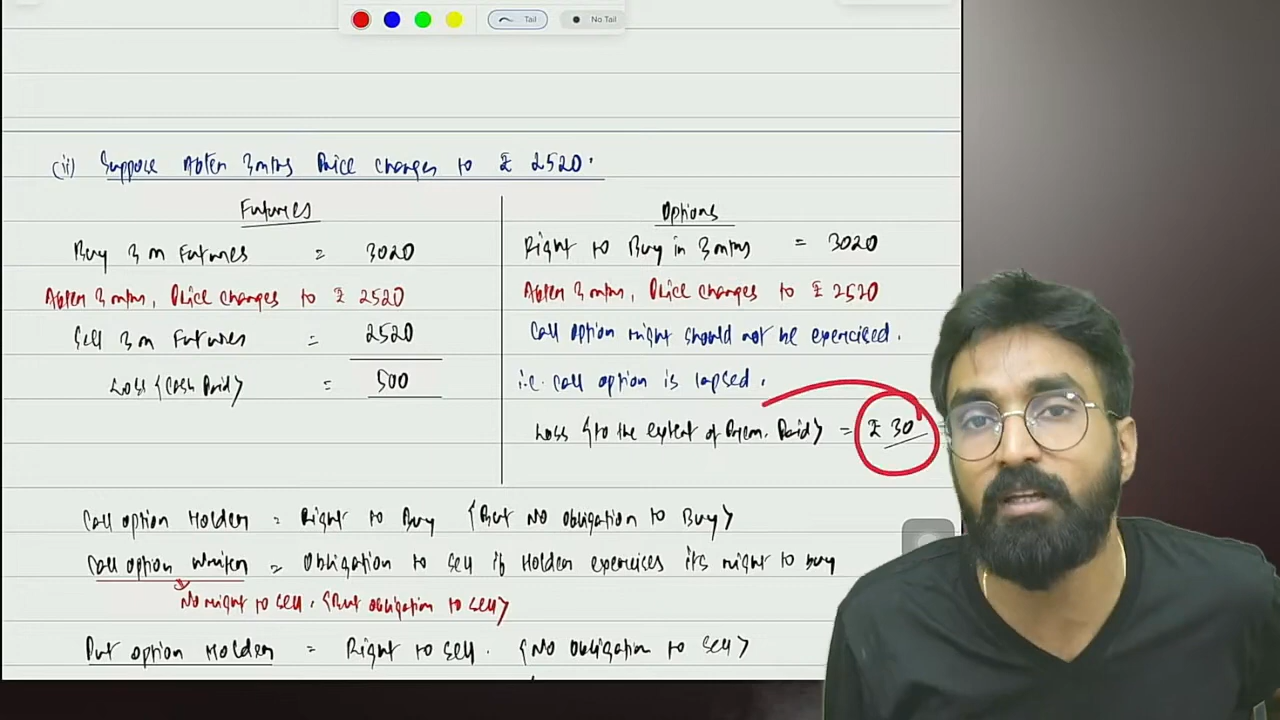 Tail
No Tail
(ii) Suppose After 3mths Price changes to ₹ 2520.
Futures
Buy 3 m Futures = 3020
After 3 mths, Price changes to ₹ 2520
Sell 3 m Futures = 2520
Loss {Cash Paid} = 500
Options
Right to Buy in 3 mths = 3020
After 3 mths, Price changes to ₹ 2520
Call option right should not be exercised.
i.e. call option is lapsed.
Loss {to the extent of Prem. Paid} = ₹ 30
Call option Holder = Right to Buy {But No obligation to Buy}
Call option Writer = Obligation to sell if Holder exercises its right to buy
No right to sell. {But obligation to sell}
Put option Holder = Right to sell. {No obligation to sell}